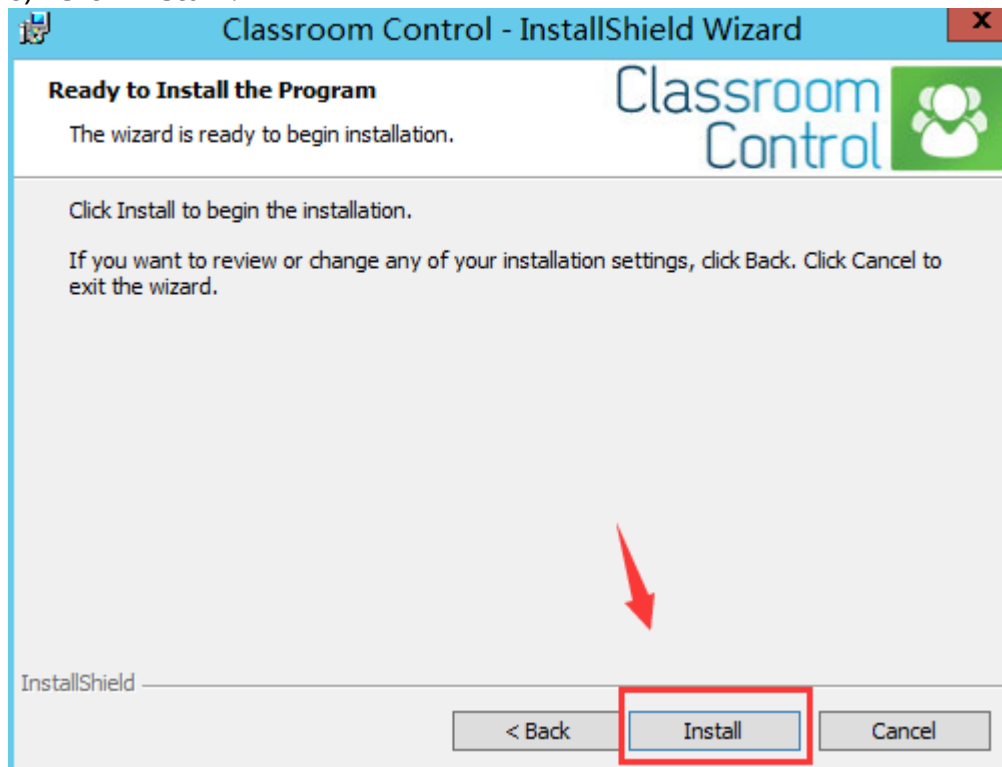 Classroom Control - InstallShield Wizard
x
Ready to Install the Program
The wizard is ready to begin installation.
Classroom
Control
Click Install to begin the installation.
If you want to review or change any of your installation settings, click Back. Click Cancel to
exit the wizard.
InstallShield
< Back
Install
Cancel